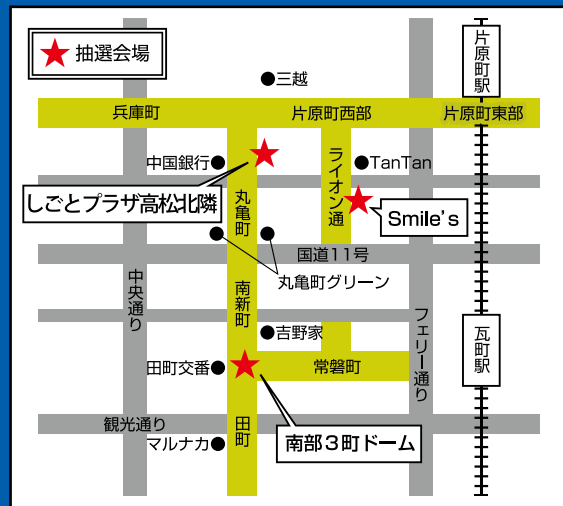 抽選会場
片原町駅
三越
兵庫町
片原町西部
片原町東部
中国銀行
ライオン通
TanTan
しごとプラザ高松北隣
丸亀町
Smile's
国道11号
丸亀町グリーン
中央通り
南新町
フェリー通り
瓦町駅
吉野家
田町交番
常磐町
観光通り
田町
南部3町ドーム
マルナカ